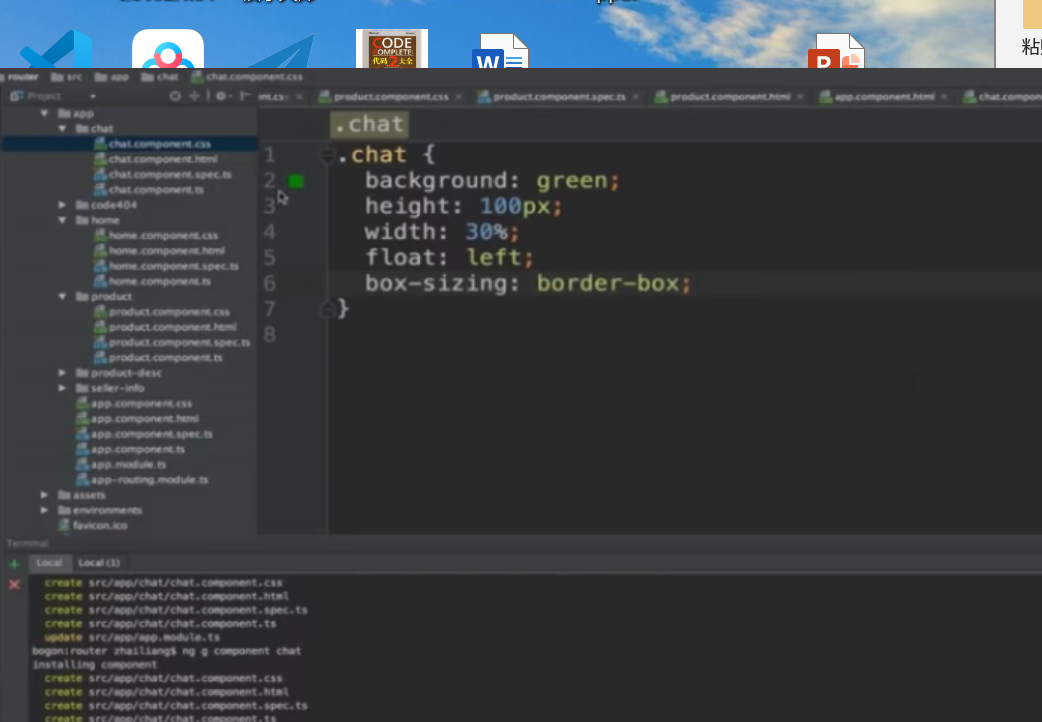 CODE
COMPLETE
代码2大全
W
P
router src app chat chat.component.css
Project
product.component.css × product.component.spec.ts × product.component.html × app.component.html ×
app
chat
chat.component.css
chat.component.html
chat.component.spec.ts
chat.component.ts
code404
home
home.component.css
home.component.html
home.component.spec.ts
home.component.ts
product
product.component.css
product.component.html
product.component.spec.ts
product.component.ts
product-desc
seller-info
app.component.css
app.component.html
app.component.spec.ts
app.component.ts
app.module.ts
app-routing.module.ts
assets
environments
favicon.ico
.chat
1 .chat {
2 background: green;
3 height: 100px;
4 width: 30%;
5 float: left;
6 box-sizing: border-box;
7 }
8
Terminal
Local Local (1)
create src/app/chat/chat.component.css
create src/app/chat/chat.component.html
create src/app/chat/chat.component.spec.ts
create src/app/chat/chat.component.ts
update src/app/app.module.ts
bogon:router zhailiang$ ng g component chat
installing component
create src/app/chat/chat.component.css
create src/app/chat/chat.component.html
create src/app/chat/chat.component.spec.ts
create src/app/chat/chat.component.ts